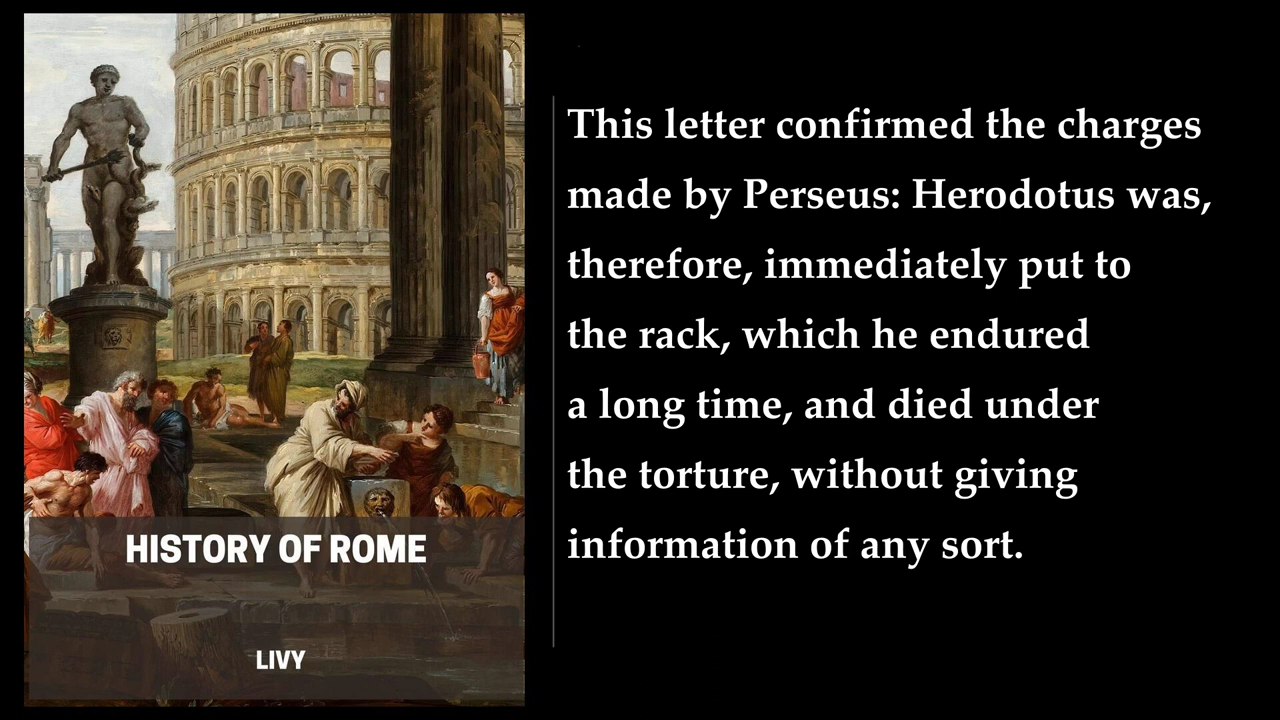 HISTORY OF ROME
LIVY
This letter confirmed the charges
made by Perseus: Herodotus was,
therefore, immediately put to
the rack, which he endured
a long time, and died under
the torture, without giving
information of any sort.